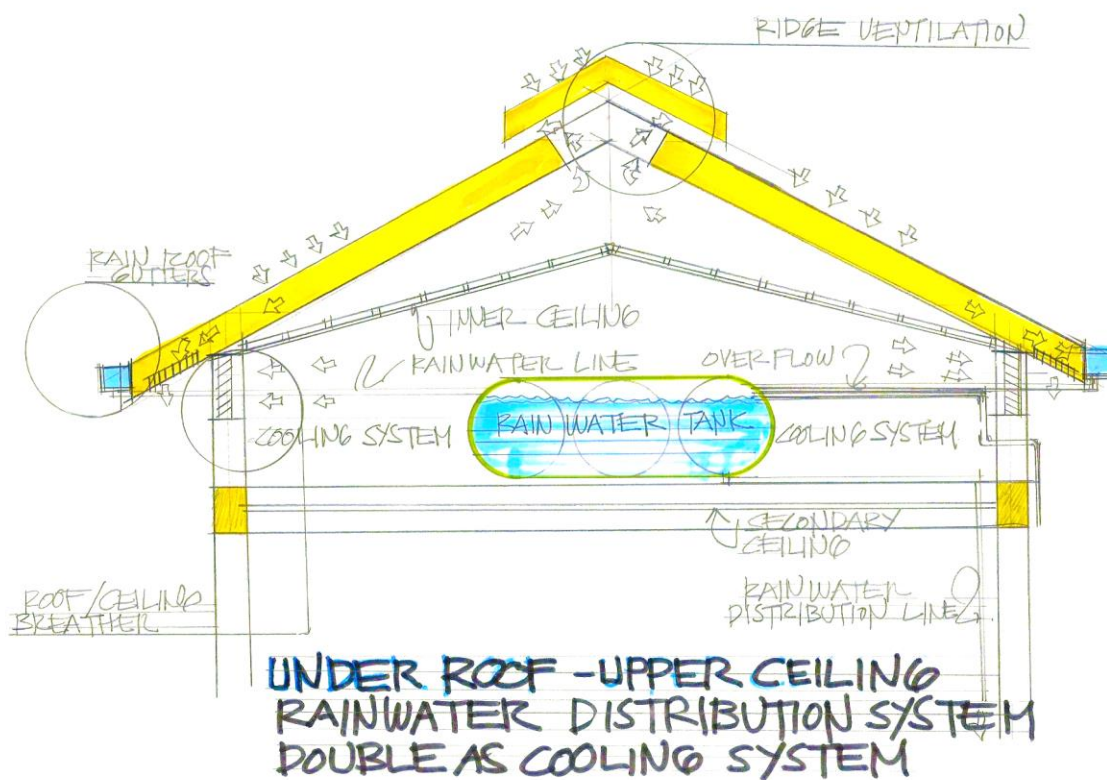 RIDGE VENTILATION
RAIN ROOF
GUTTERS
INNER CEILING
RAINWATER LINE
OVERFLOW
RAIN WATER TANK
COOLING SYSTEM
COOLING SYSTEM
SECONDARY
CEILING
ROOF/CEILING
BREATHER
RAINWATER
DISTRIBUTION LINE
UNDER ROOF - UPPER CEILING
RAINWATER DISTRIBUTION SYSTEM
DOUBLE AS COOLING SYSTEM